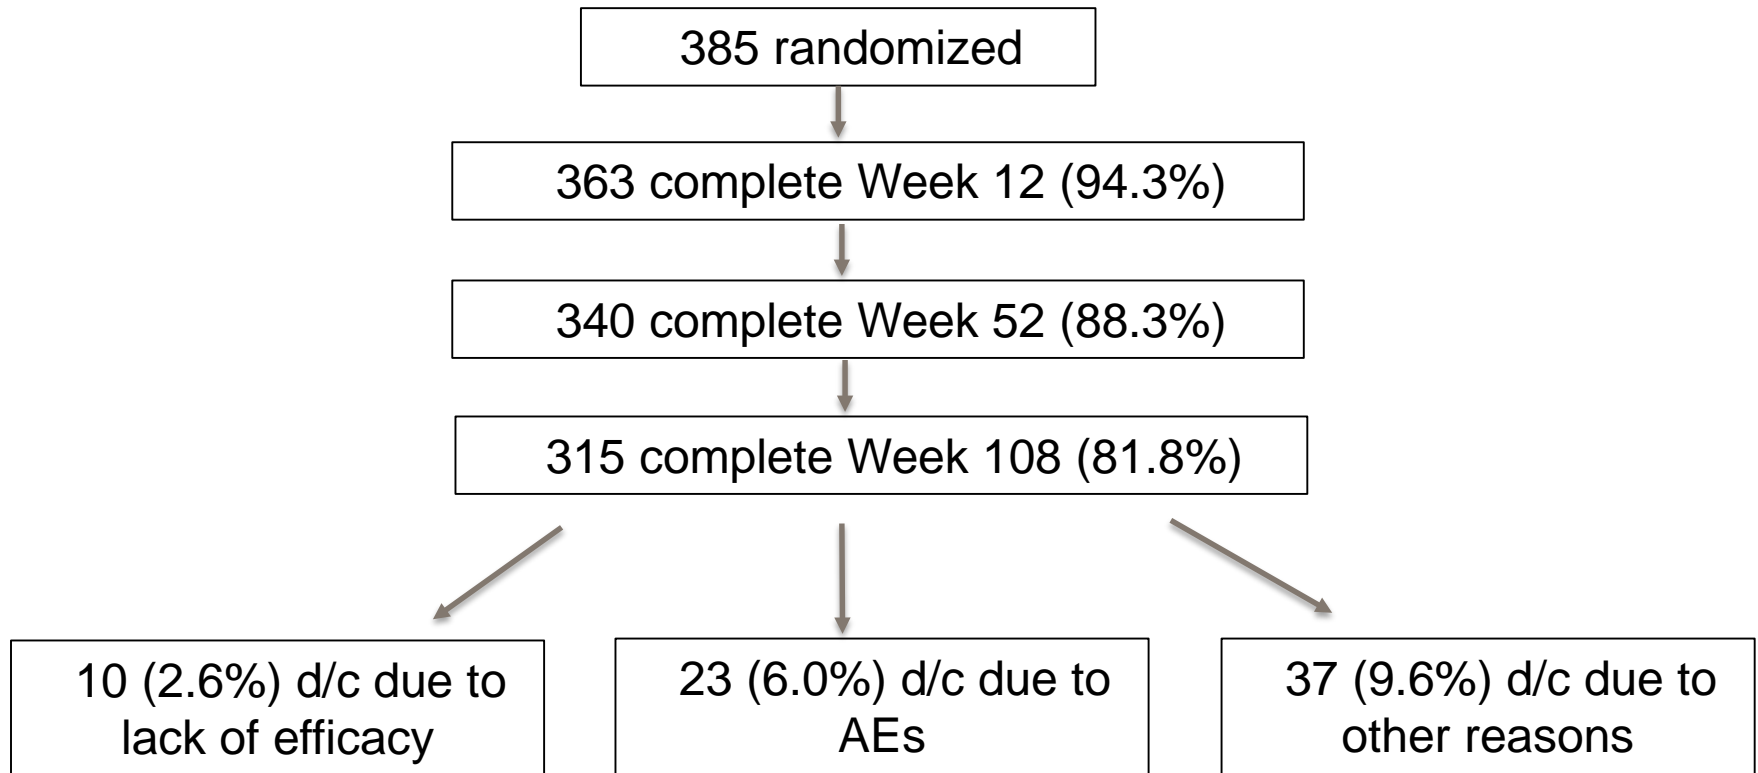 385 randomized
363 complete Week 12 (94.3%)
340 complete Week 52 (88.3%)
315 complete Week 108 (81.8%)
10 (2.6%) d/c due to
lack of efficacy
23 (6.0%) d/c due to
AEs
37 (9.6%) d/c due to
other reasons